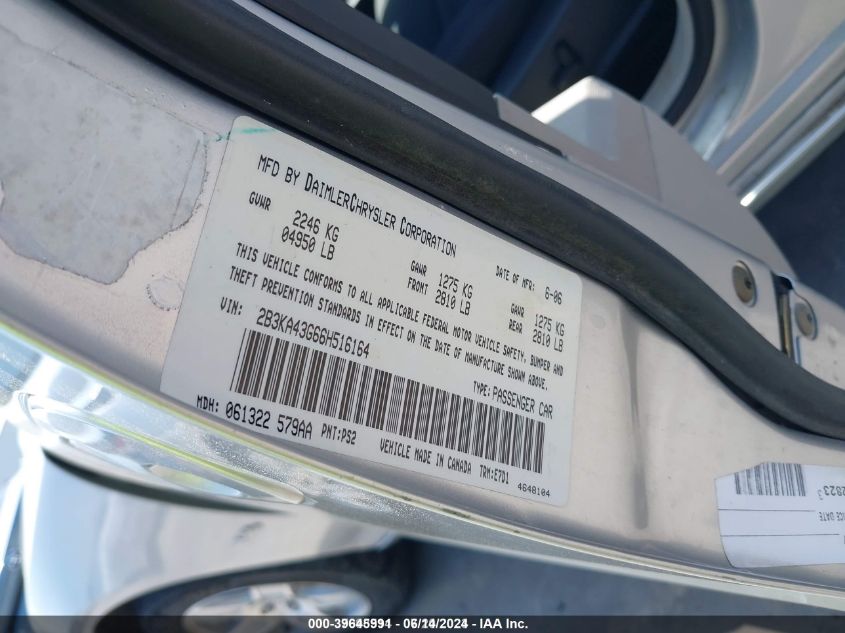 MFD BY DAIMLERCHRYSLER CORPORATION
DATE OF MFR: 6-06
GVWR 2246 KG 04950 LB
GAWR FRONT 1275 KG 2810 LB
GAWR REAR 1275 KG 2810 LB
THIS VEHICLE CONFORMS TO ALL APPLICABLE FEDERAL MOTOR VEHICLE SAFETY, BUMPER AND
THEFT PREVENTION STANDARDS IN EFFECT ON THE DATE OF MANUFACTURE SHOWN ABOVE.
VIN: 2B3KA43G66H516164
TYPE: PASSENGER CAR
MDH: 061322 579AA PNT:PS2
VEHICLE MADE IN CANADA TRM:E7D1
4648104
2823
ICE DATE
000-39645991 - 06/14/2024 - IAA Inc.